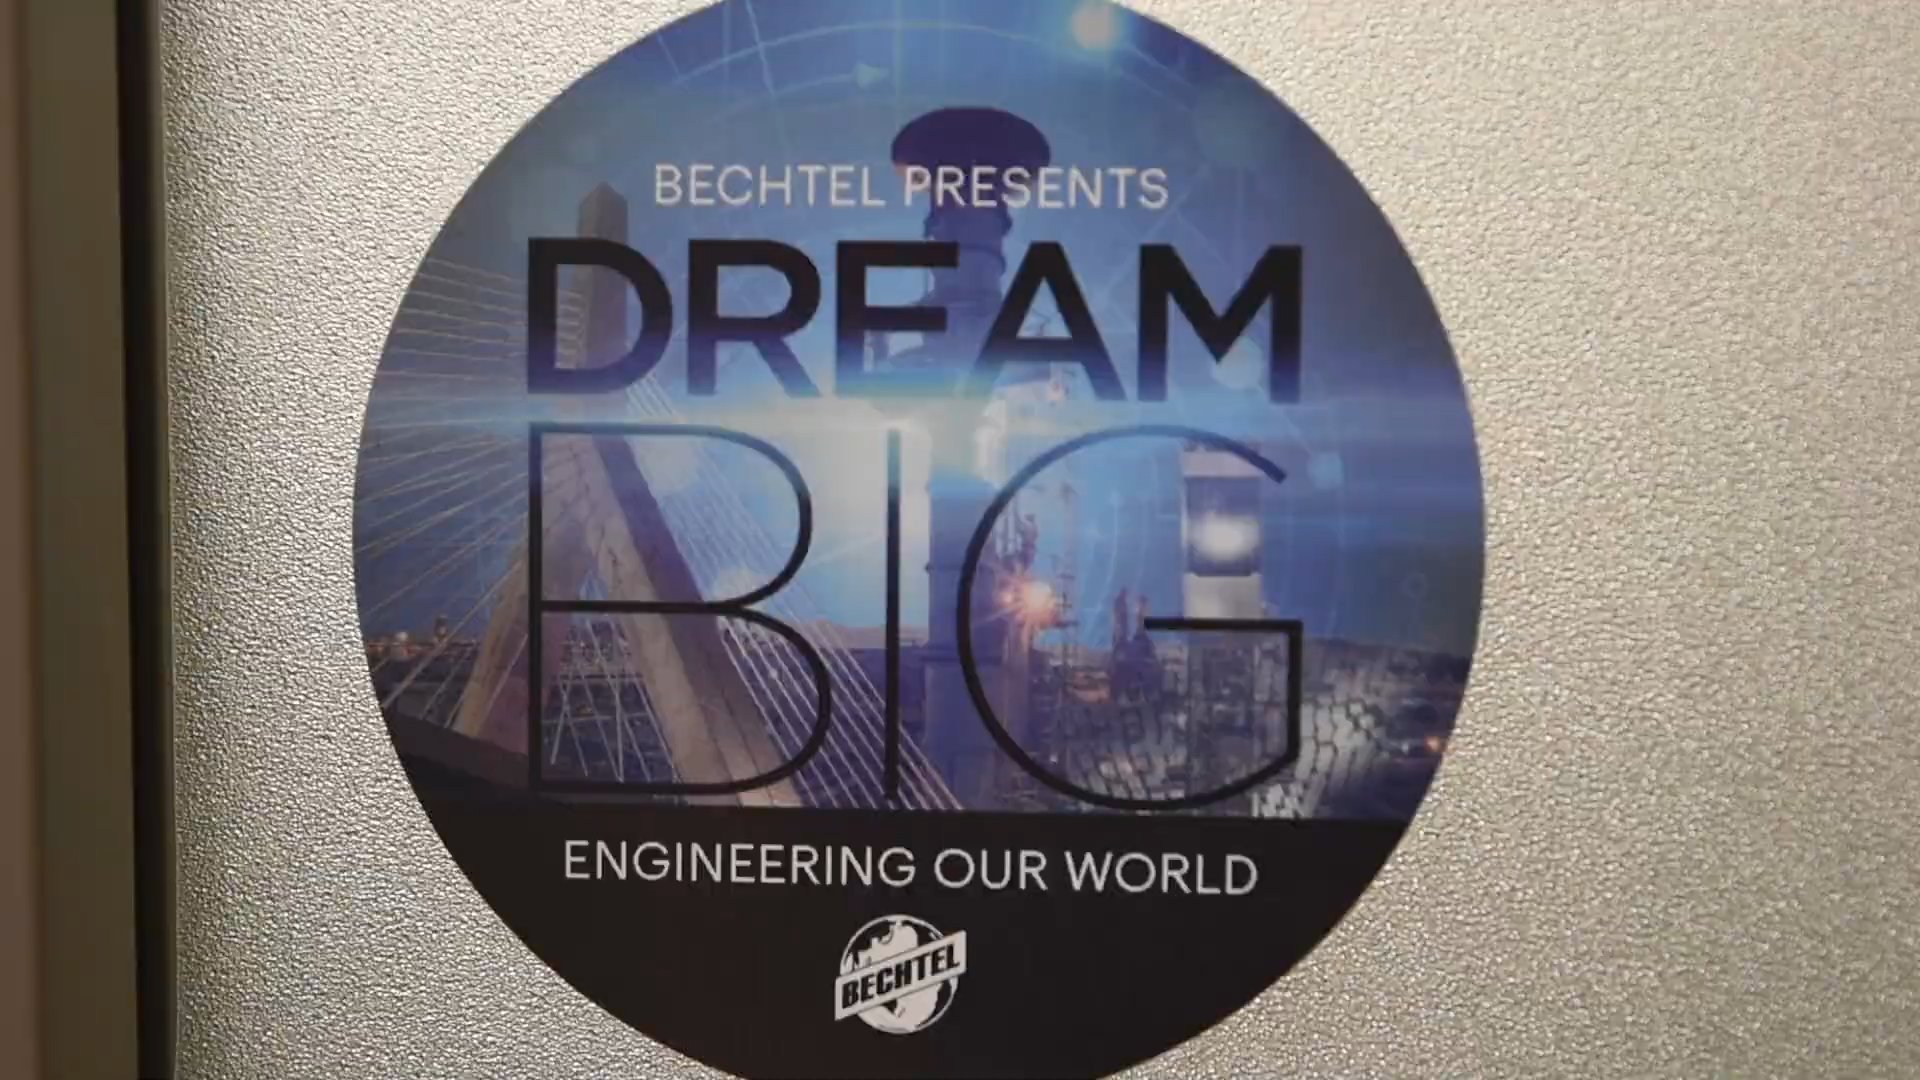 BECHTEL PRESENTS
DREAM
BIG
ENGINEERING OUR WORLD
BECHTEL